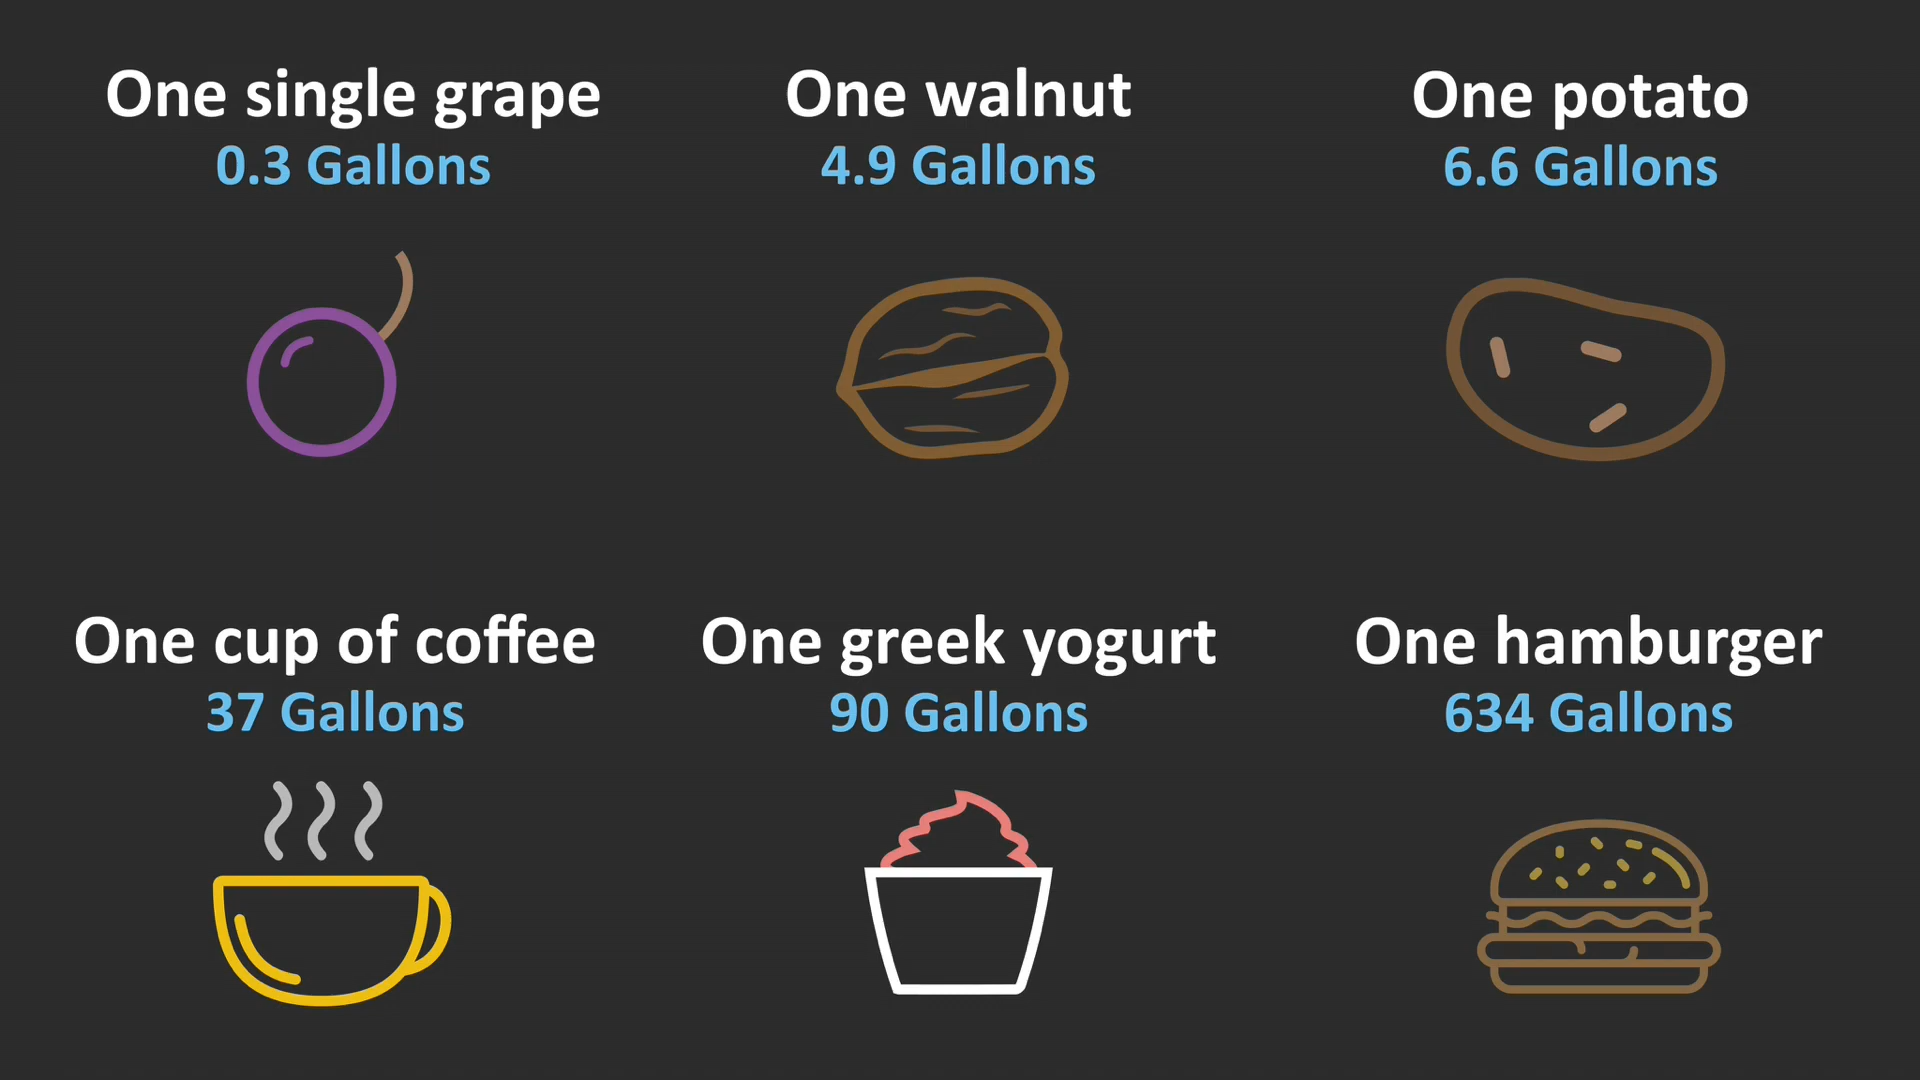 One single grape
0.3 Gallons
One walnut
4.9 Gallons
One potato
6.6 Gallons
One cup of coffee
37 Gallons
One greek yogurt
90 Gallons
One hamburger
634 Gallons